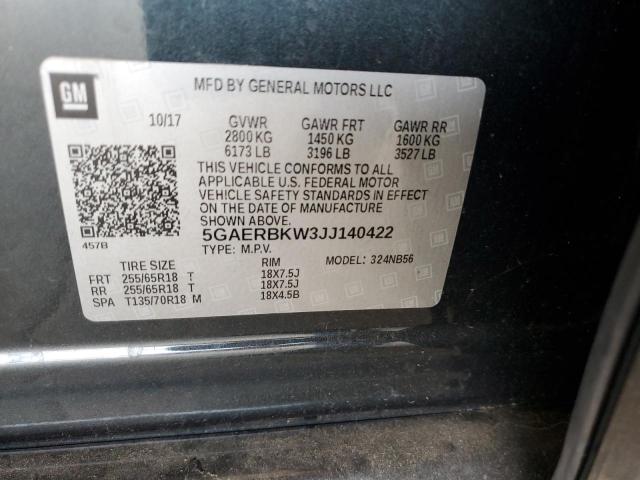 GM
MFD BY GENERAL MOTORS LLC
10/17 GVWR GAWR FRT GAWR RR
2800 KG 1450 KG 1600 KG
6173 LB 3196 LB 3527 LB
THIS VEHICLE CONFORMS TO ALL
APPLICABLE U.S. FEDERAL MOTOR
VEHICLE SAFETY STANDARDS IN EFFECT
ON THE DATE OF MANUFACTURE
SHOWN ABOVE.
457B
5GAERBKW3JJ140422
TYPE: M.P.V. MODEL: 324NB56
TIRE SIZE RIM
FRT 255/65R18 T 18X7.5J
RR 255/65R18 T 18X7.5J
SPA T135/70R18 M 18X4.5B